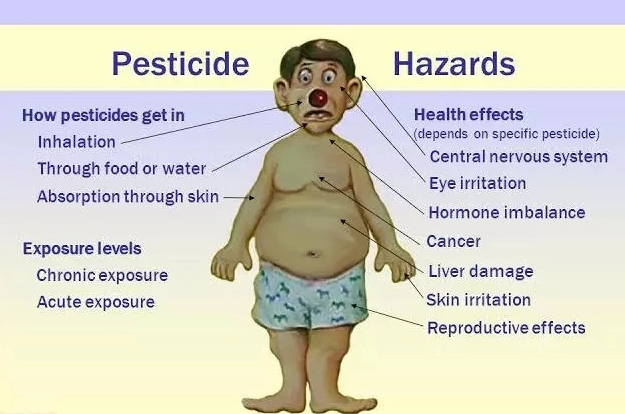 Pesticide Hazards
How pesticides get in
Inhalation
Through food or water
Absorption through skin
Exposure levels
Chronic exposure
Acute exposure
Health effects
(depends on specific pesticide)
Central nervous system
Eye irritation
Hormone imbalance
Cancer
Liver damage
Skin irritation
Reproductive effects